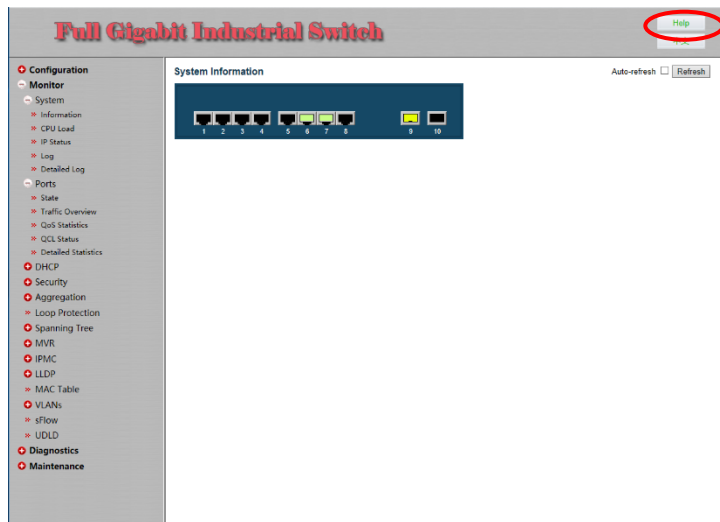 Full Gigabit Industrial Switch
Help
中文
Configuration
Monitor
System
Information
CPU Load
IP Status
Log
Detailed Log
Ports
State
Traffic Overview
QoS Statistics
QCL Status
Detailed Statistics
DHCP
Security
Aggregation
Loop Protection
Spanning Tree
MVR
IPMC
LLDP
MAC Table
VLANs
sFlow
UDLD
Diagnostics
Maintenance
System Information
Auto-refresh Refresh
1 2 3 4 5 6 7 8 9 10